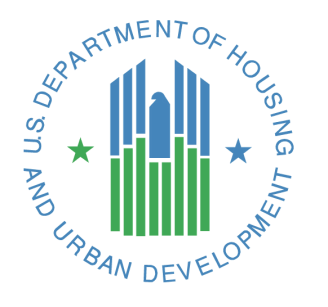 U.S. DEPARTMENT OF HOUSING
AND URBAN DEVELOPMENT